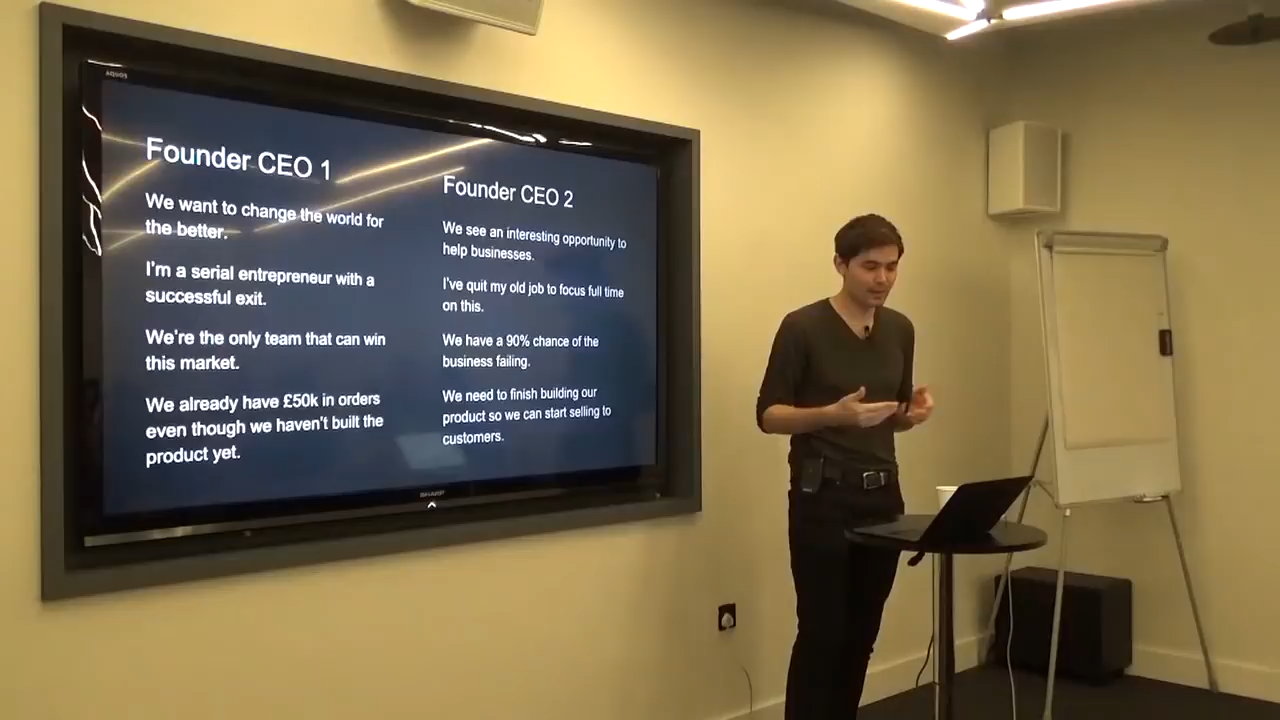 AQUOS
Founder CEO 1
We want to change the world for
the better.
I'm a serial entrepreneur with a
successful exit.
We're the only team that can win
this market.
We already have £50k in orders
even though we haven't built the
product yet.
Founder CEO 2
We see an interesting opportunity to
help businesses.
I've quit my old job to focus full time
on this.
We have a 90% chance of the
business failing.
We need to finish building our
product so we can start selling to
customers.
SHARP